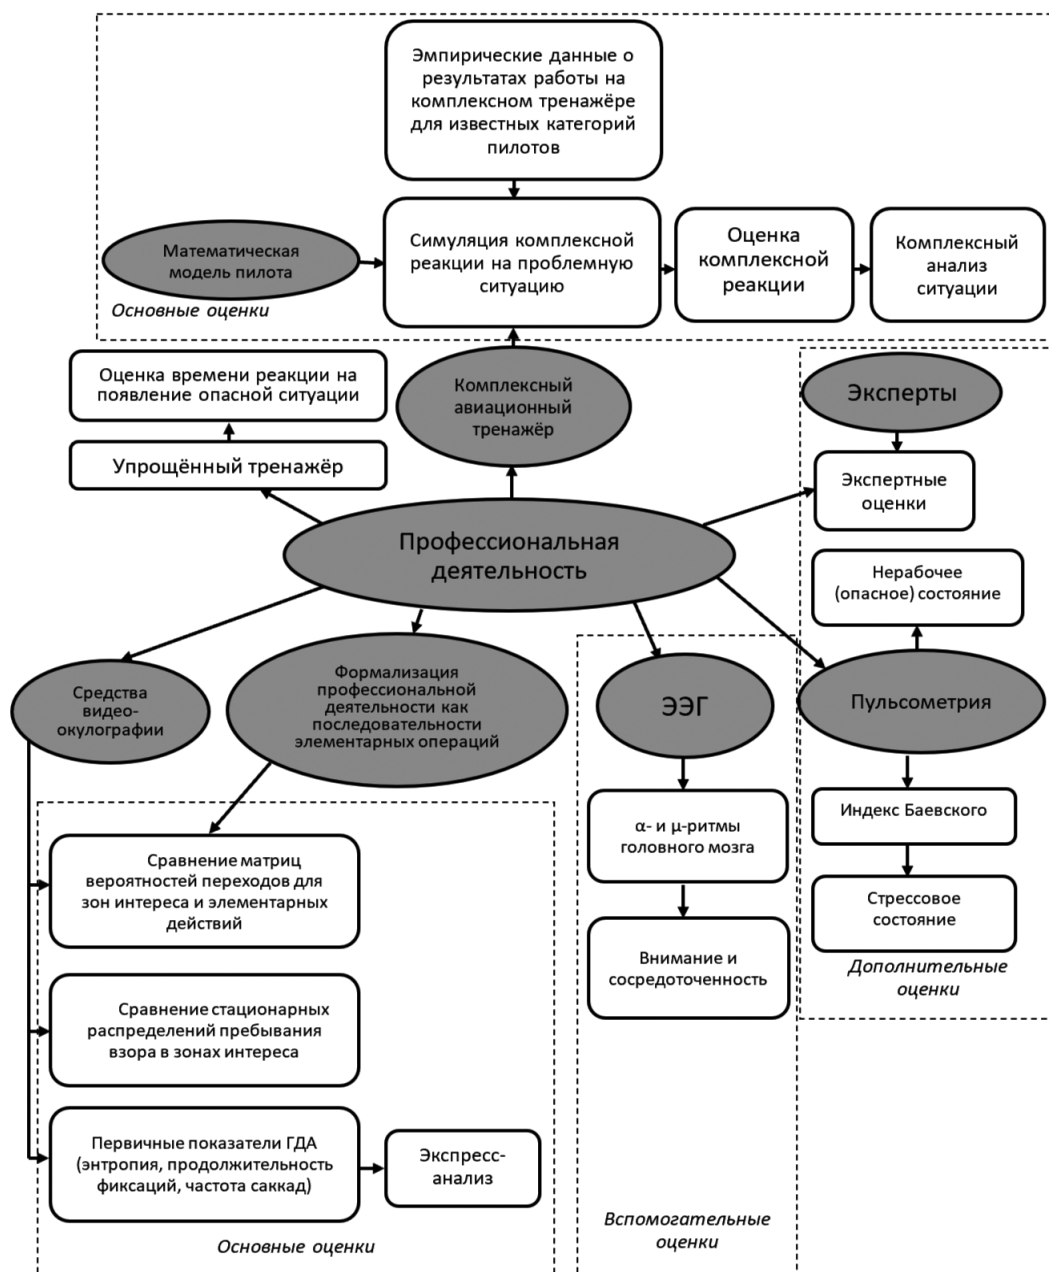 Эмпирические данные о
результатах работы на
комплексном тренажёре
для известных категорий
пилотов
Математическая
модель пилота
Симуляция комплексной
реакции на проблемную
ситуацию
Оценка
комплексной
реакции
Комплексный
анализ
ситуации
Основные оценки
Оценка времени реакции на
появление опасной ситуации
Упрощённый тренажёр
Комплексный
авиационный
тренажёр
Эксперты
Экспертные
оценки
Профессиональная
деятельность
Нерабочее
(опасное) состояние
Средства
видео-
окулографии
Формализация
профессиональной
деятельности как
последовательности
элементарных операций
ЭЭГ
Пульсометрия
Индекс Баевского
Стрессовое
состояние
Дополнительные
оценки
α- и μ-ритмы
головного мозга
Внимание и
сосредоточенность
Вспомогательные
оценки
Сравнение матриц
вероятностей переходов для
зон интереса и элементарных
действий
Сравнение стационарных
распределений пребывания
взора в зонах интереса
Первичные показатели ГДА
(энтропия, продолжительность
фиксаций, частота саккад)
Экспресс-
анализ
Основные оценки